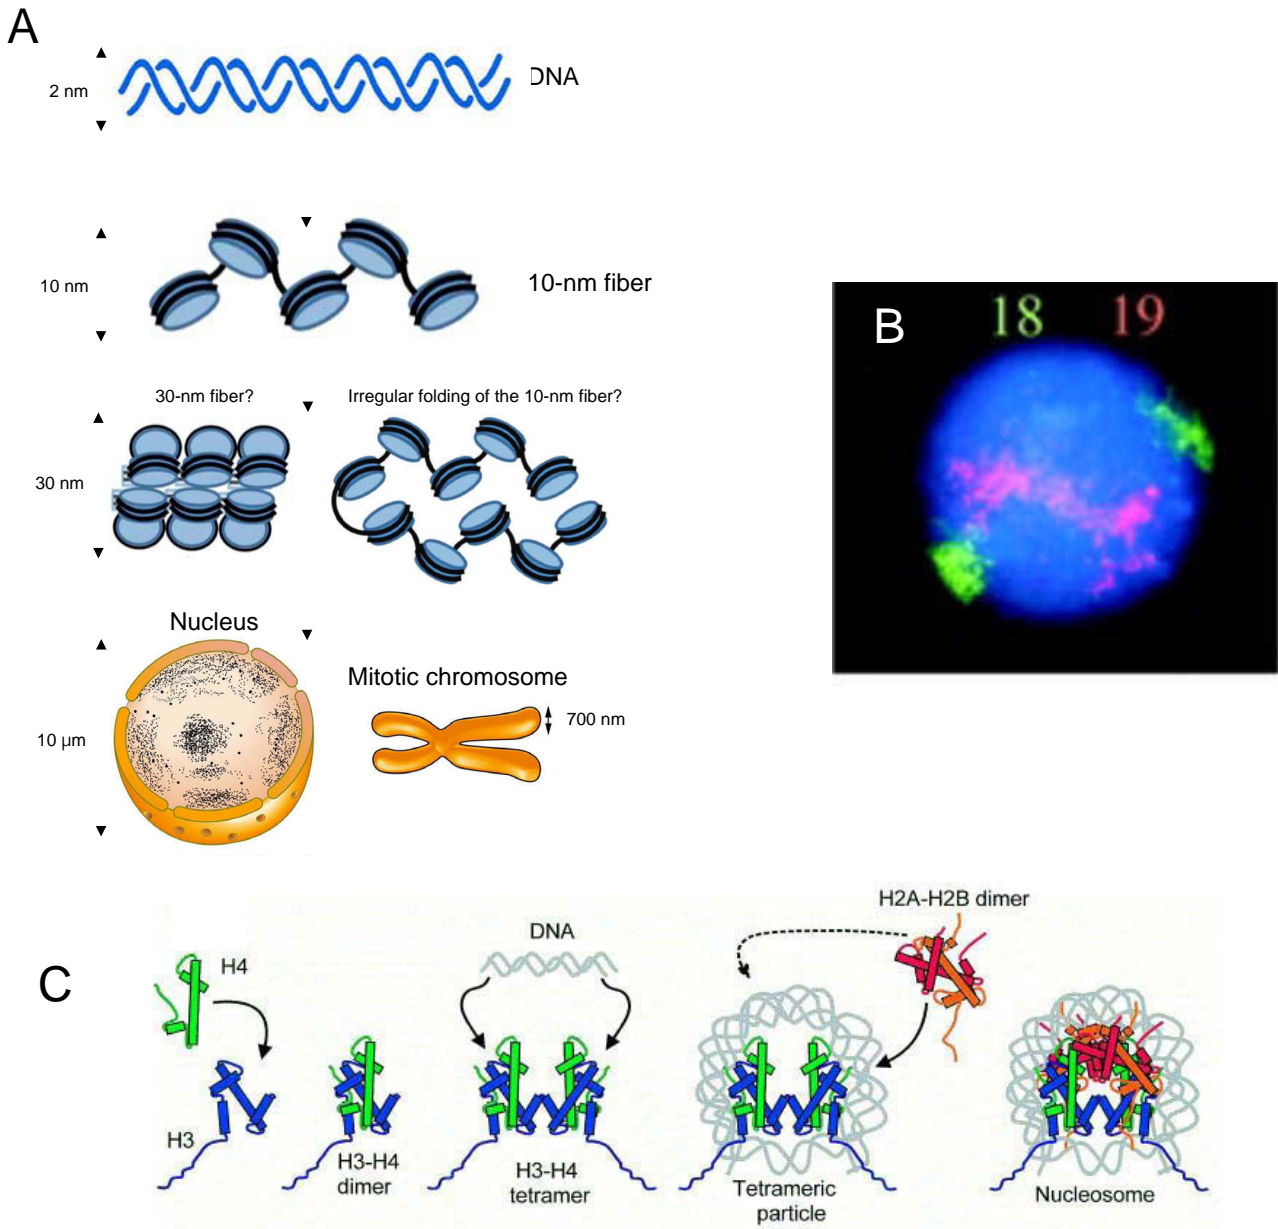 A
2 nm
DNA
10 nm
10-nm fiber
30-nm fiber?
Irregular folding of the 10-nm fiber?
30 nm
Nucleus
Mitotic chromosome
700 nm
10 µm
B
18 19
C
H4
H3
H3-H4
dimer
DNA
H3-H4
tetramer
H2A-H2B dimer
Tetrameric
particle
Nucleosome